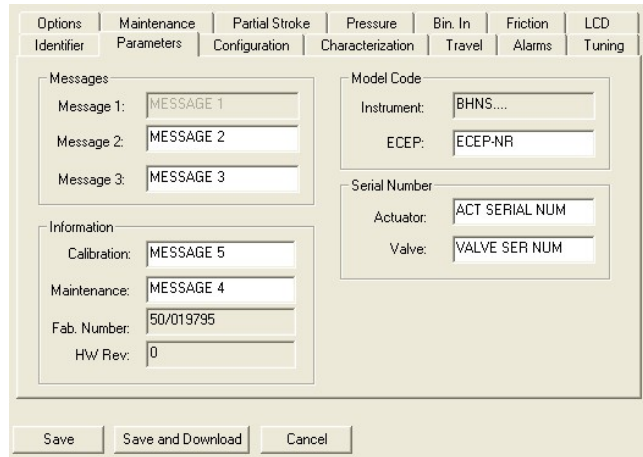 Options Maintenance Partial Stroke Pressure Bin. In Friction LCD
Identifier Parameters Configuration Characterization Travel Alarms Tuning
Messages
Message 1: MESSAGE 1
Message 2: MESSAGE 2
Message 3: MESSAGE 3
Information
Calibration: MESSAGE 5
Maintenance: MESSAGE 4
Fab. Number: 50/019795
HW Rev: 0
Model Code
Instrument: BHNS....
ECEP: ECEP-NR
Serial Number
Actuator: ACT SERIAL NUM
Valve: VALVE SER NUM
Save Save and Download Cancel